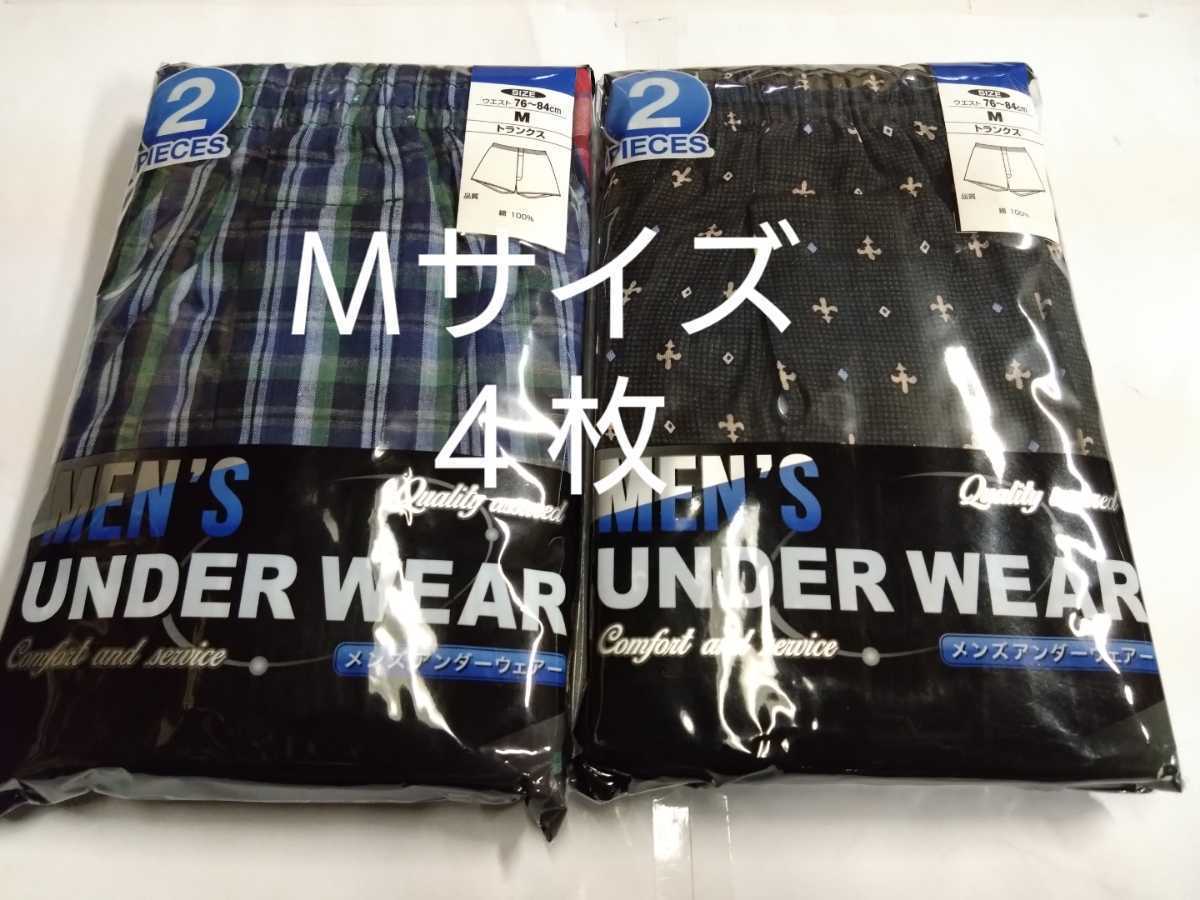 2
PIECES
SIZE
ウエスト 76〜84cm
M
トランクス
品質
綿 100%
2
PIECES
SIZE
ウエスト 76〜84cm
M
トランクス
品質
綿 100%
Mサイズ
4枚
MEN'S
Quality
UNDER WEAR
Comfort and service
メンズアンダーウェアー
MEN'S
Quality
UNDER WEAR
Comfort and service
メンズアンダーウェアー